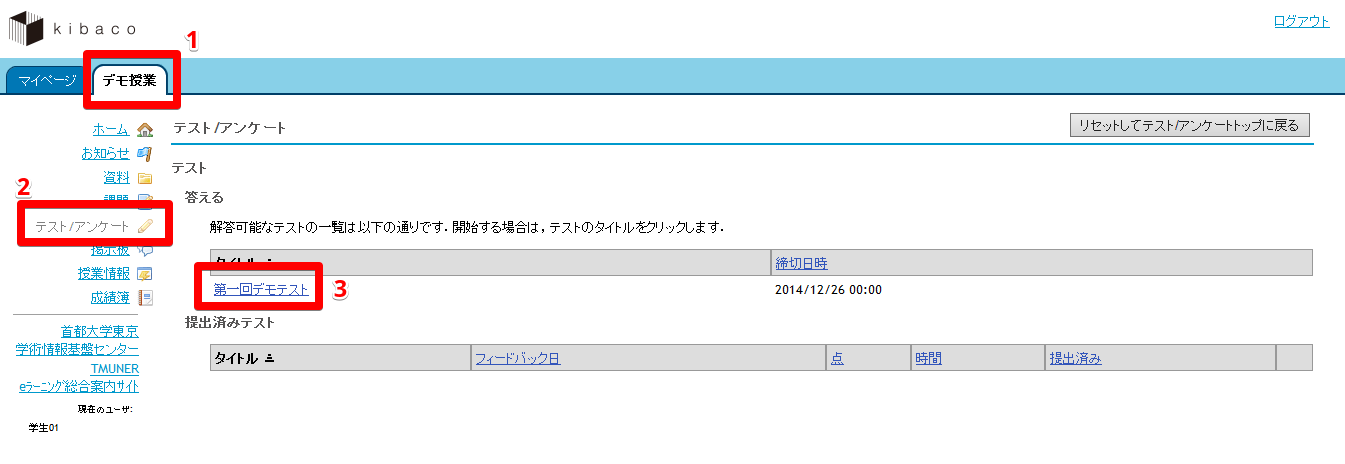 kibaco
ログアウト
1
マイページ
デモ授業
ホーム
テスト/アンケート
リセットしてテスト/アンケートトップに戻る
お知らせ
テスト
資料
2
課題
答える
テスト/アンケート
解答可能なテストの一覧は以下の通りです．開始する場合は，テストのタイトルをクリックします．
掲示板
タイトル
締切日時
授業情報
第一回デモテスト
3
2014/12/26 00:00
成績簿
提出済みテスト
首都大学東京
学術情報基盤センター
タイトル
フィードバック日
点
時間
提出済み
TMUNER
eラーニング総合案内サイト
現在のユーザ:
学生01